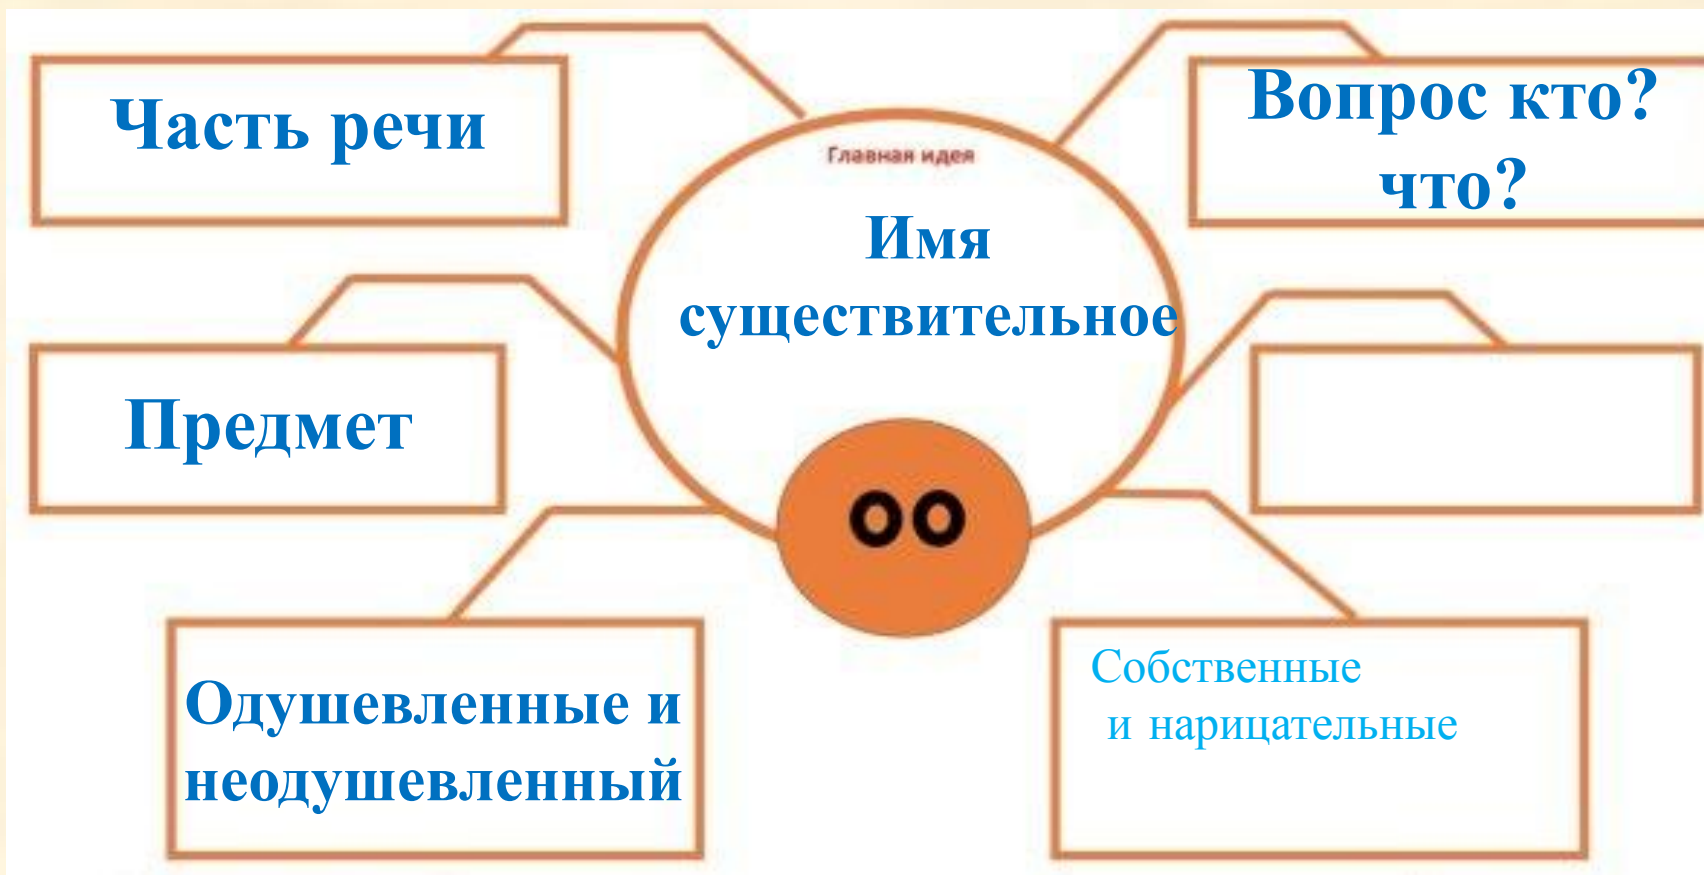 Часть речи
Вопрос кто?
что?
Главная идея
Имя
существительное
Предмет
Одушевленные и
неодушевленный
Собственные
и нарицательные